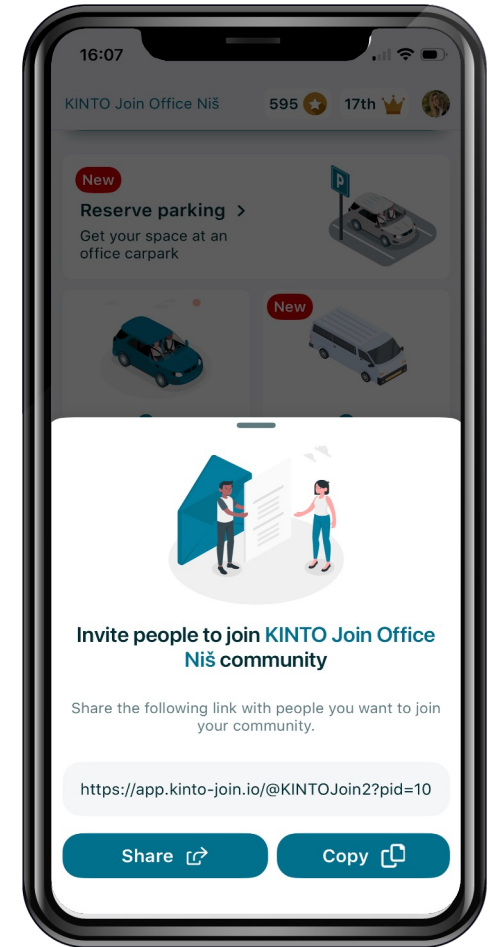 16:07
KINTO Join Office Niš 595 17th
New
Reserve parking >
Get your space at an
office carpark
P
New
Invite people to join KINTO Join Office
Niš community
Share the following link with people you want to join
your community.
https://app.kinto-join.io/@KINTOJoin2?pid=10
Share
Copy